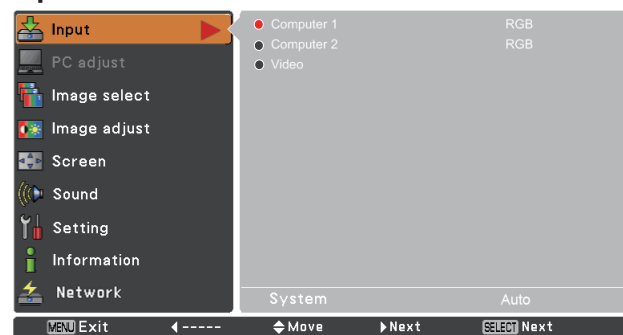 Input
PC adjust
Image select
Image adjust
Screen
Sound
Setting
Information
Network
Computer 1 RGB
Computer 2 RGB
Video
System Auto
MENU Exit ----- Move Next SELECT Next